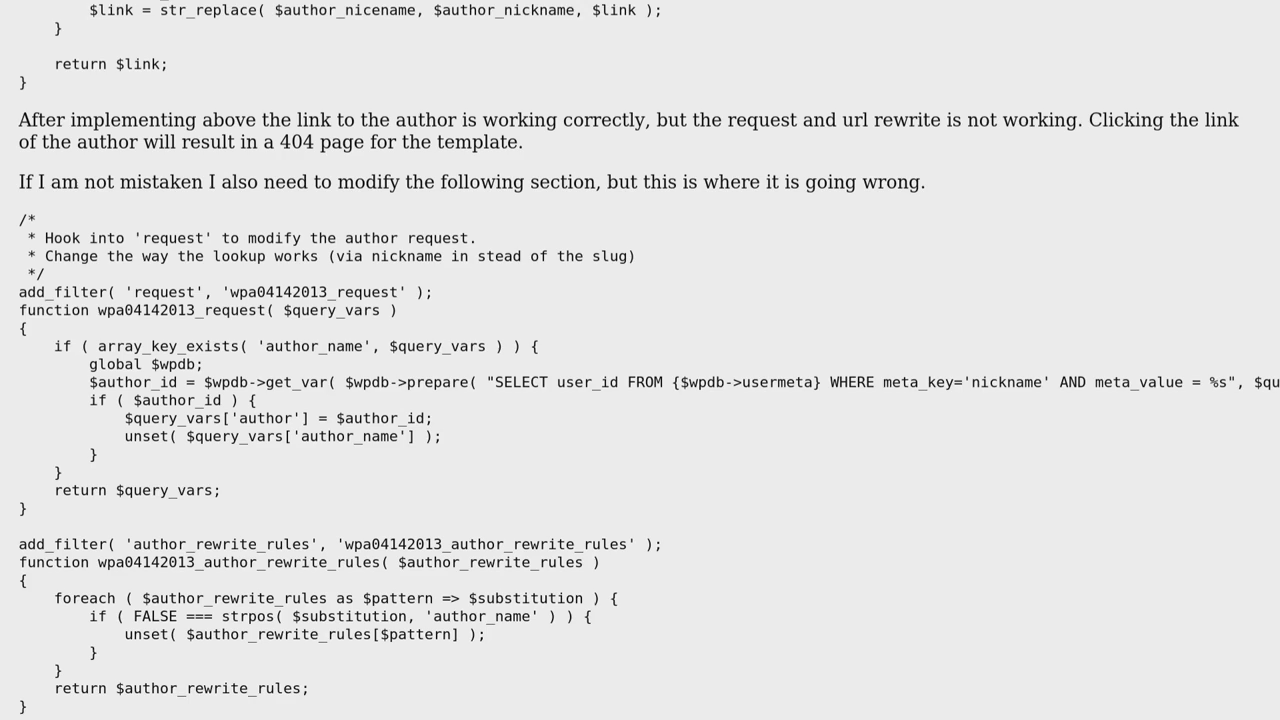 $link = str_replace( $author_nicename, $author_nickname, $link );
}
return $link;
}
After implementing above the link to the author is working correctly, but the request and url rewrite is not working. Clicking the link
of the author will result in a 404 page for the template.
If I am not mistaken I also need to modify the following section, but this is where it is going wrong.
/*
* Hook into 'request' to modify the author request.
* Change the way the lookup works (via nickname in stead of the slug)
*/
add_filter( 'request', 'wpa04142013_request' );
function wpa04142013_request( $query_vars )
{
if ( array_key_exists( 'author_name', $query_vars ) ) {
global $wpdb;
$author_id = $wpdb->get_var( $wpdb->prepare( "SELECT user_id FROM {$wpdb->usermeta} WHERE meta_key='nickname' AND meta_value = %s", $qu
if ( $author_id ) {
$query_vars['author'] = $author_id;
unset( $query_vars['author_name'] );
}
}
return $query_vars;
}
add_filter( 'author_rewrite_rules', 'wpa04142013_author_rewrite_rules' );
function wpa04142013_author_rewrite_rules( $author_rewrite_rules )
{
foreach ( $author_rewrite_rules as $pattern => $substitution ) {
if ( FALSE === strpos( $substitution, 'author_name' ) ) {
unset( $author_rewrite_rules[$pattern] );
}
}
return $author_rewrite_rules;
}